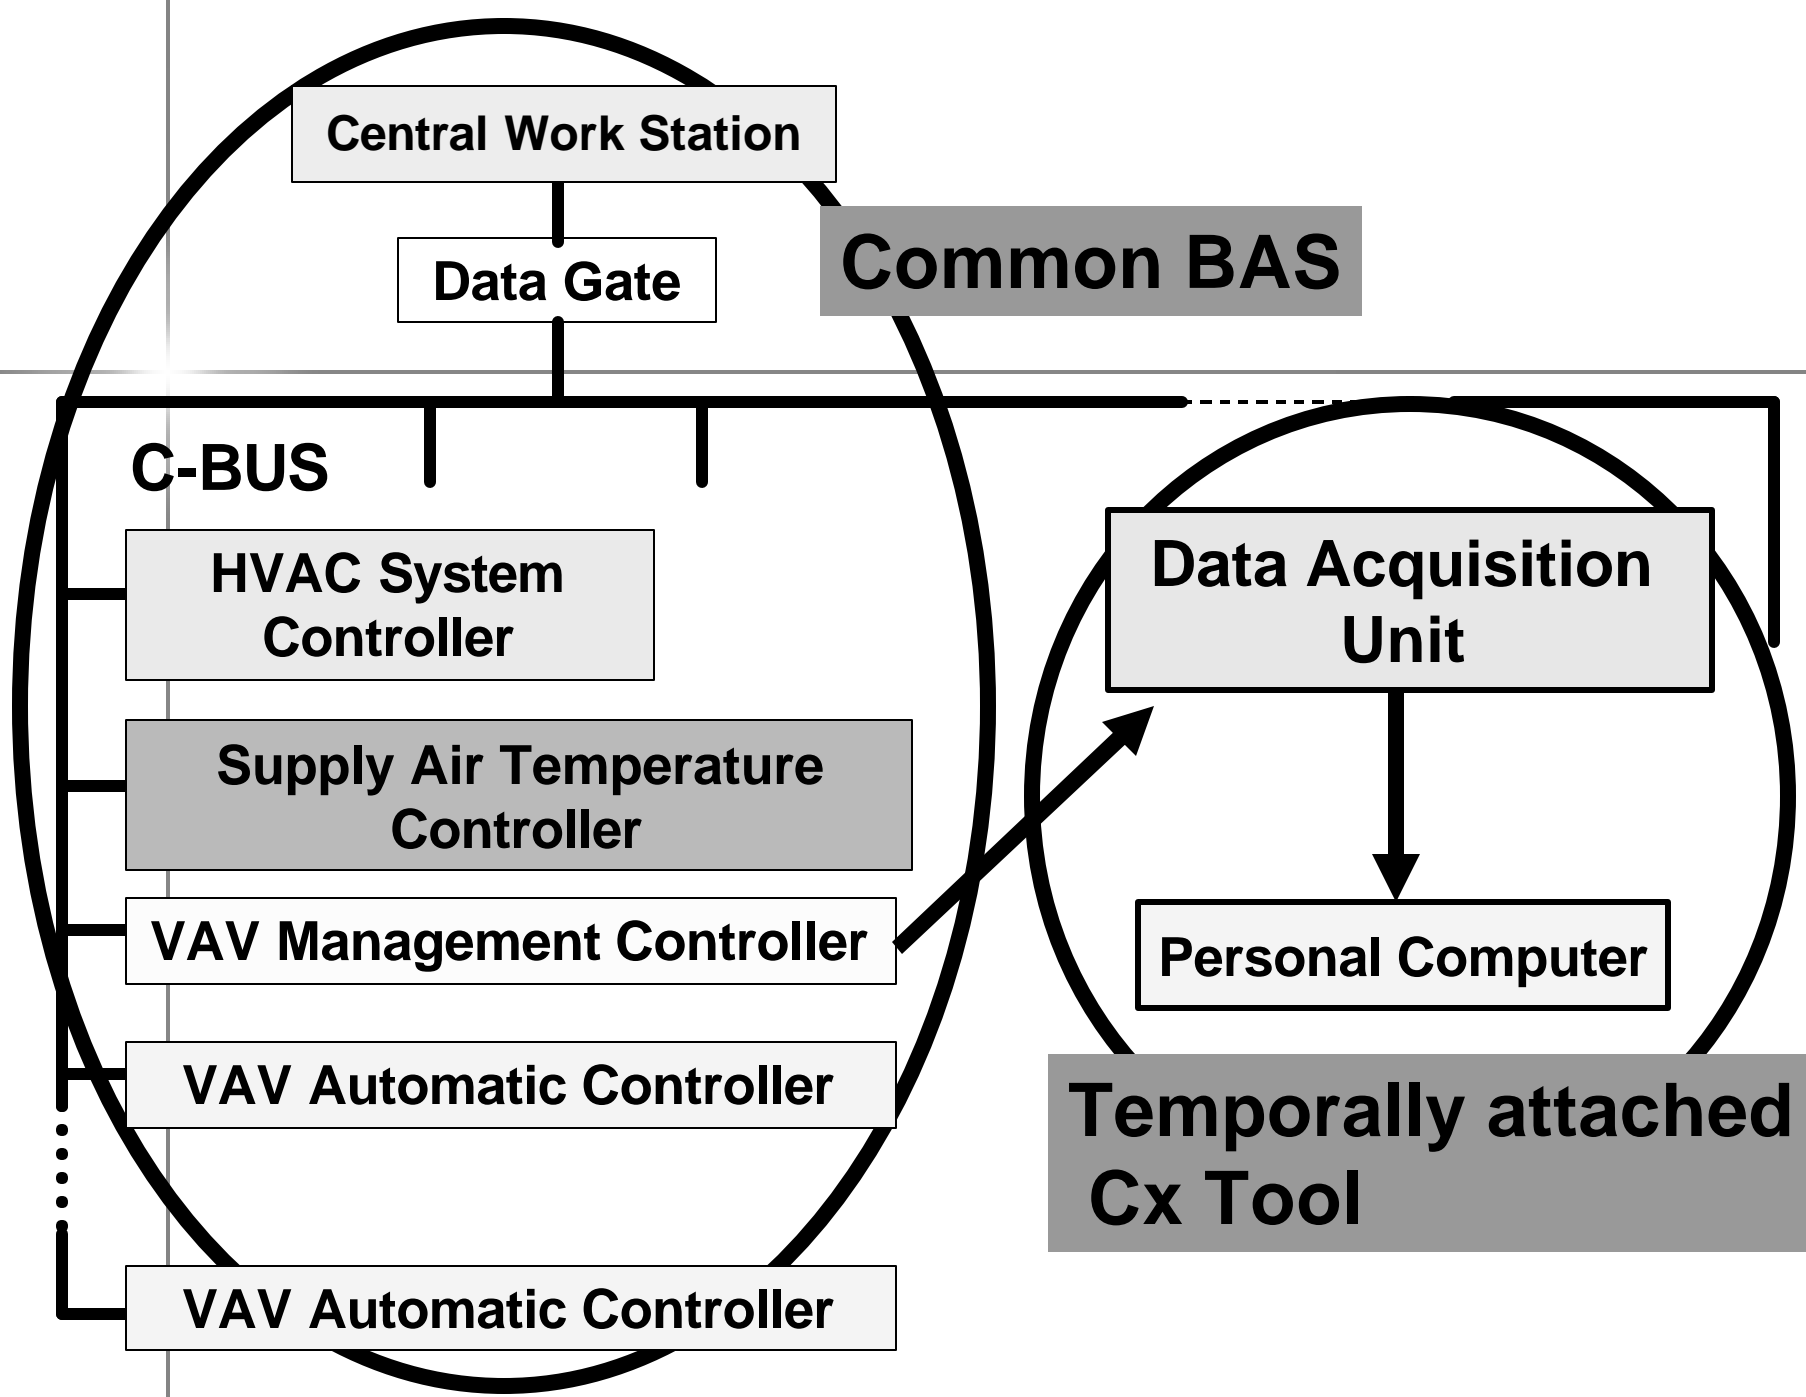 Central Work Station
Data Gate
Common BAS
C-BUS
HVAC System
Controller
Supply Air Temperature
Controller
VAV Management Controller
VAV Automatic Controller
VAV Automatic Controller
Data Acquisition
Unit
Personal Computer
Temporally attached
Cx Tool